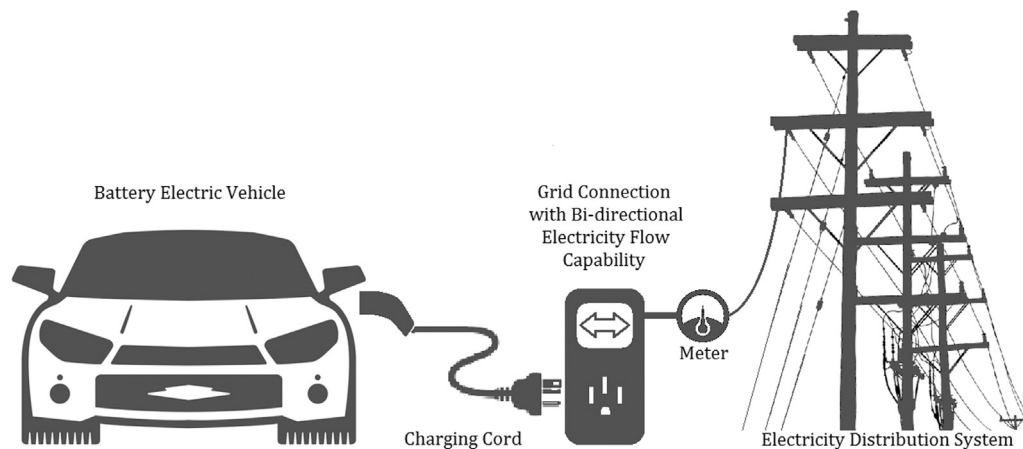 Battery Electric Vehicle
Grid Connection
with Bi-directional
Electricity Flow
Capability
Meter
Charging Cord
Electricity Distribution System